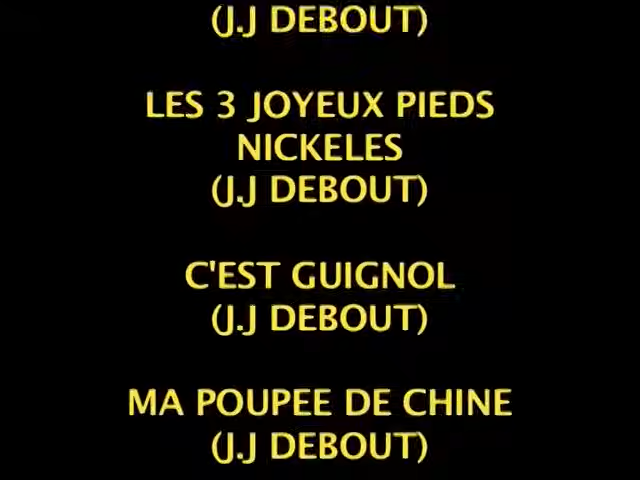 (J.J DEBOUT)
LES 3 JOYEUX PIEDS
NICKELES
(J.J DEBOUT)
C'EST GUIGNOL
(J.J DEBOUT)
MA POUPEE DE CHINE
(J.J DEBOUT)